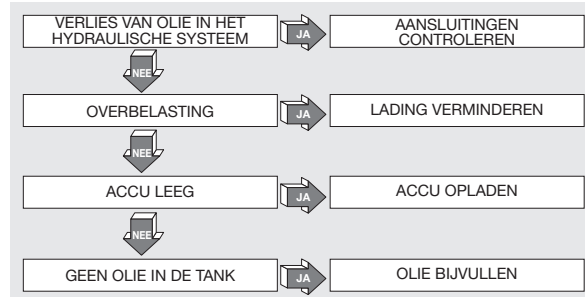 VERLIES VAN OLIE IN HET
HYDRAULISCHE SYSTEEM
JA
AANSLUITINGEN
CONTROLEREN
NEE
OVERBELASTING
JA
LADING VERMINDEREN
NEE
ACCU LEEG
JA
ACCU OPLADEN
NEE
GEEN OLIE IN DE TANK
JA
OLIE BIJVULLEN